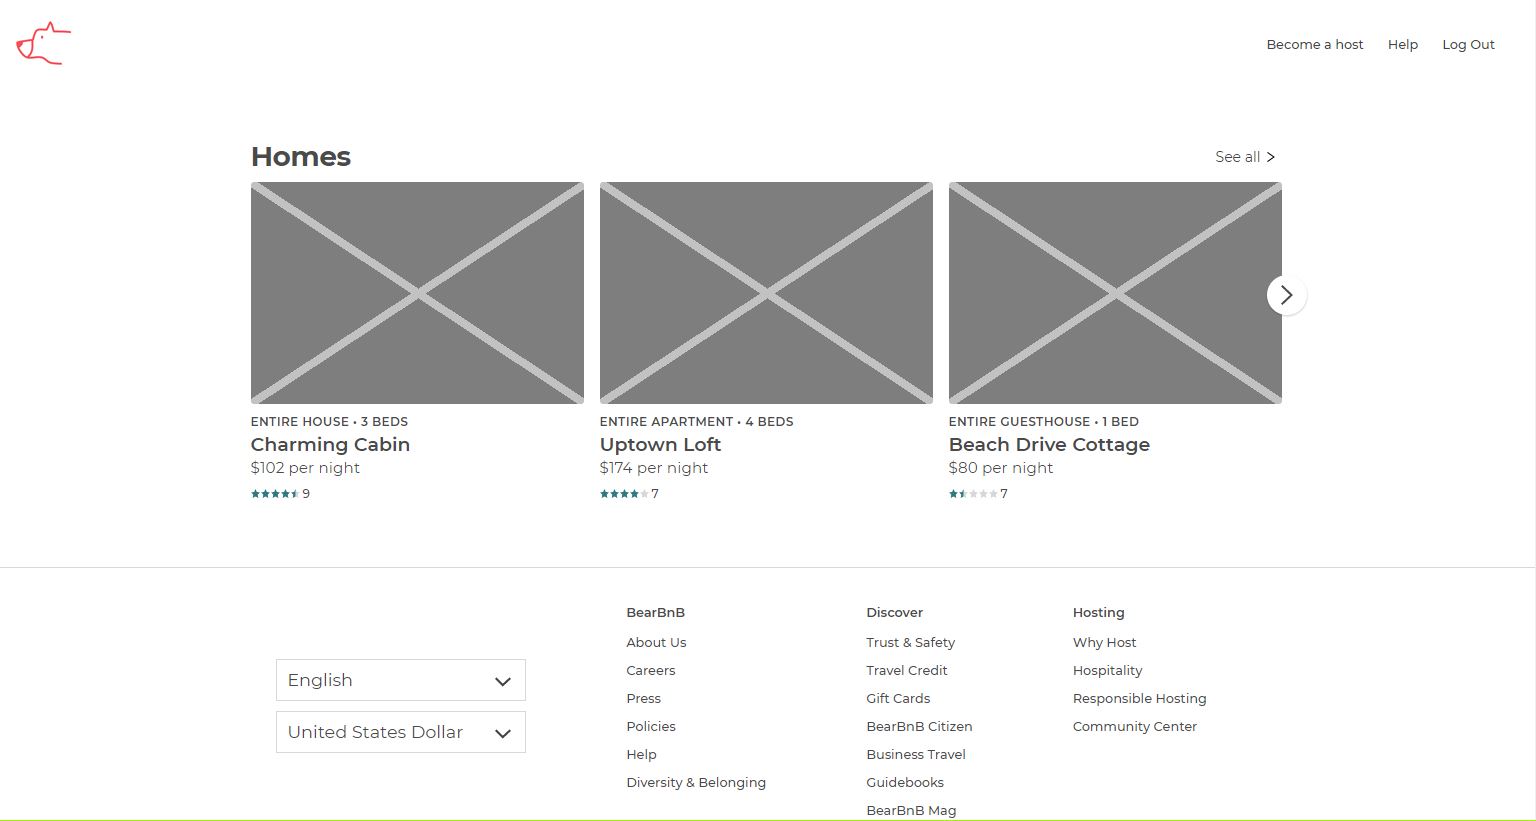 Become a host Help Log Out
Homes
See all
ENTIRE HOUSE • 3 BEDS
Charming Cabin
$102 per night
9
ENTIRE APARTMENT • 4 BEDS
Uptown Loft
$174 per night
7
ENTIRE GUESTHOUSE • 1 BED
Beach Drive Cottage
$80 per night
7
English
United States Dollar
BearBnB
About Us
Careers
Press
Policies
Help
Diversity & Belonging
Discover
Trust & Safety
Travel Credit
Gift Cards
BearBnB Citizen
Business Travel
Guidebooks
BearBnB Mag
Hosting
Why Host
Hospitality
Responsible Hosting
Community Center